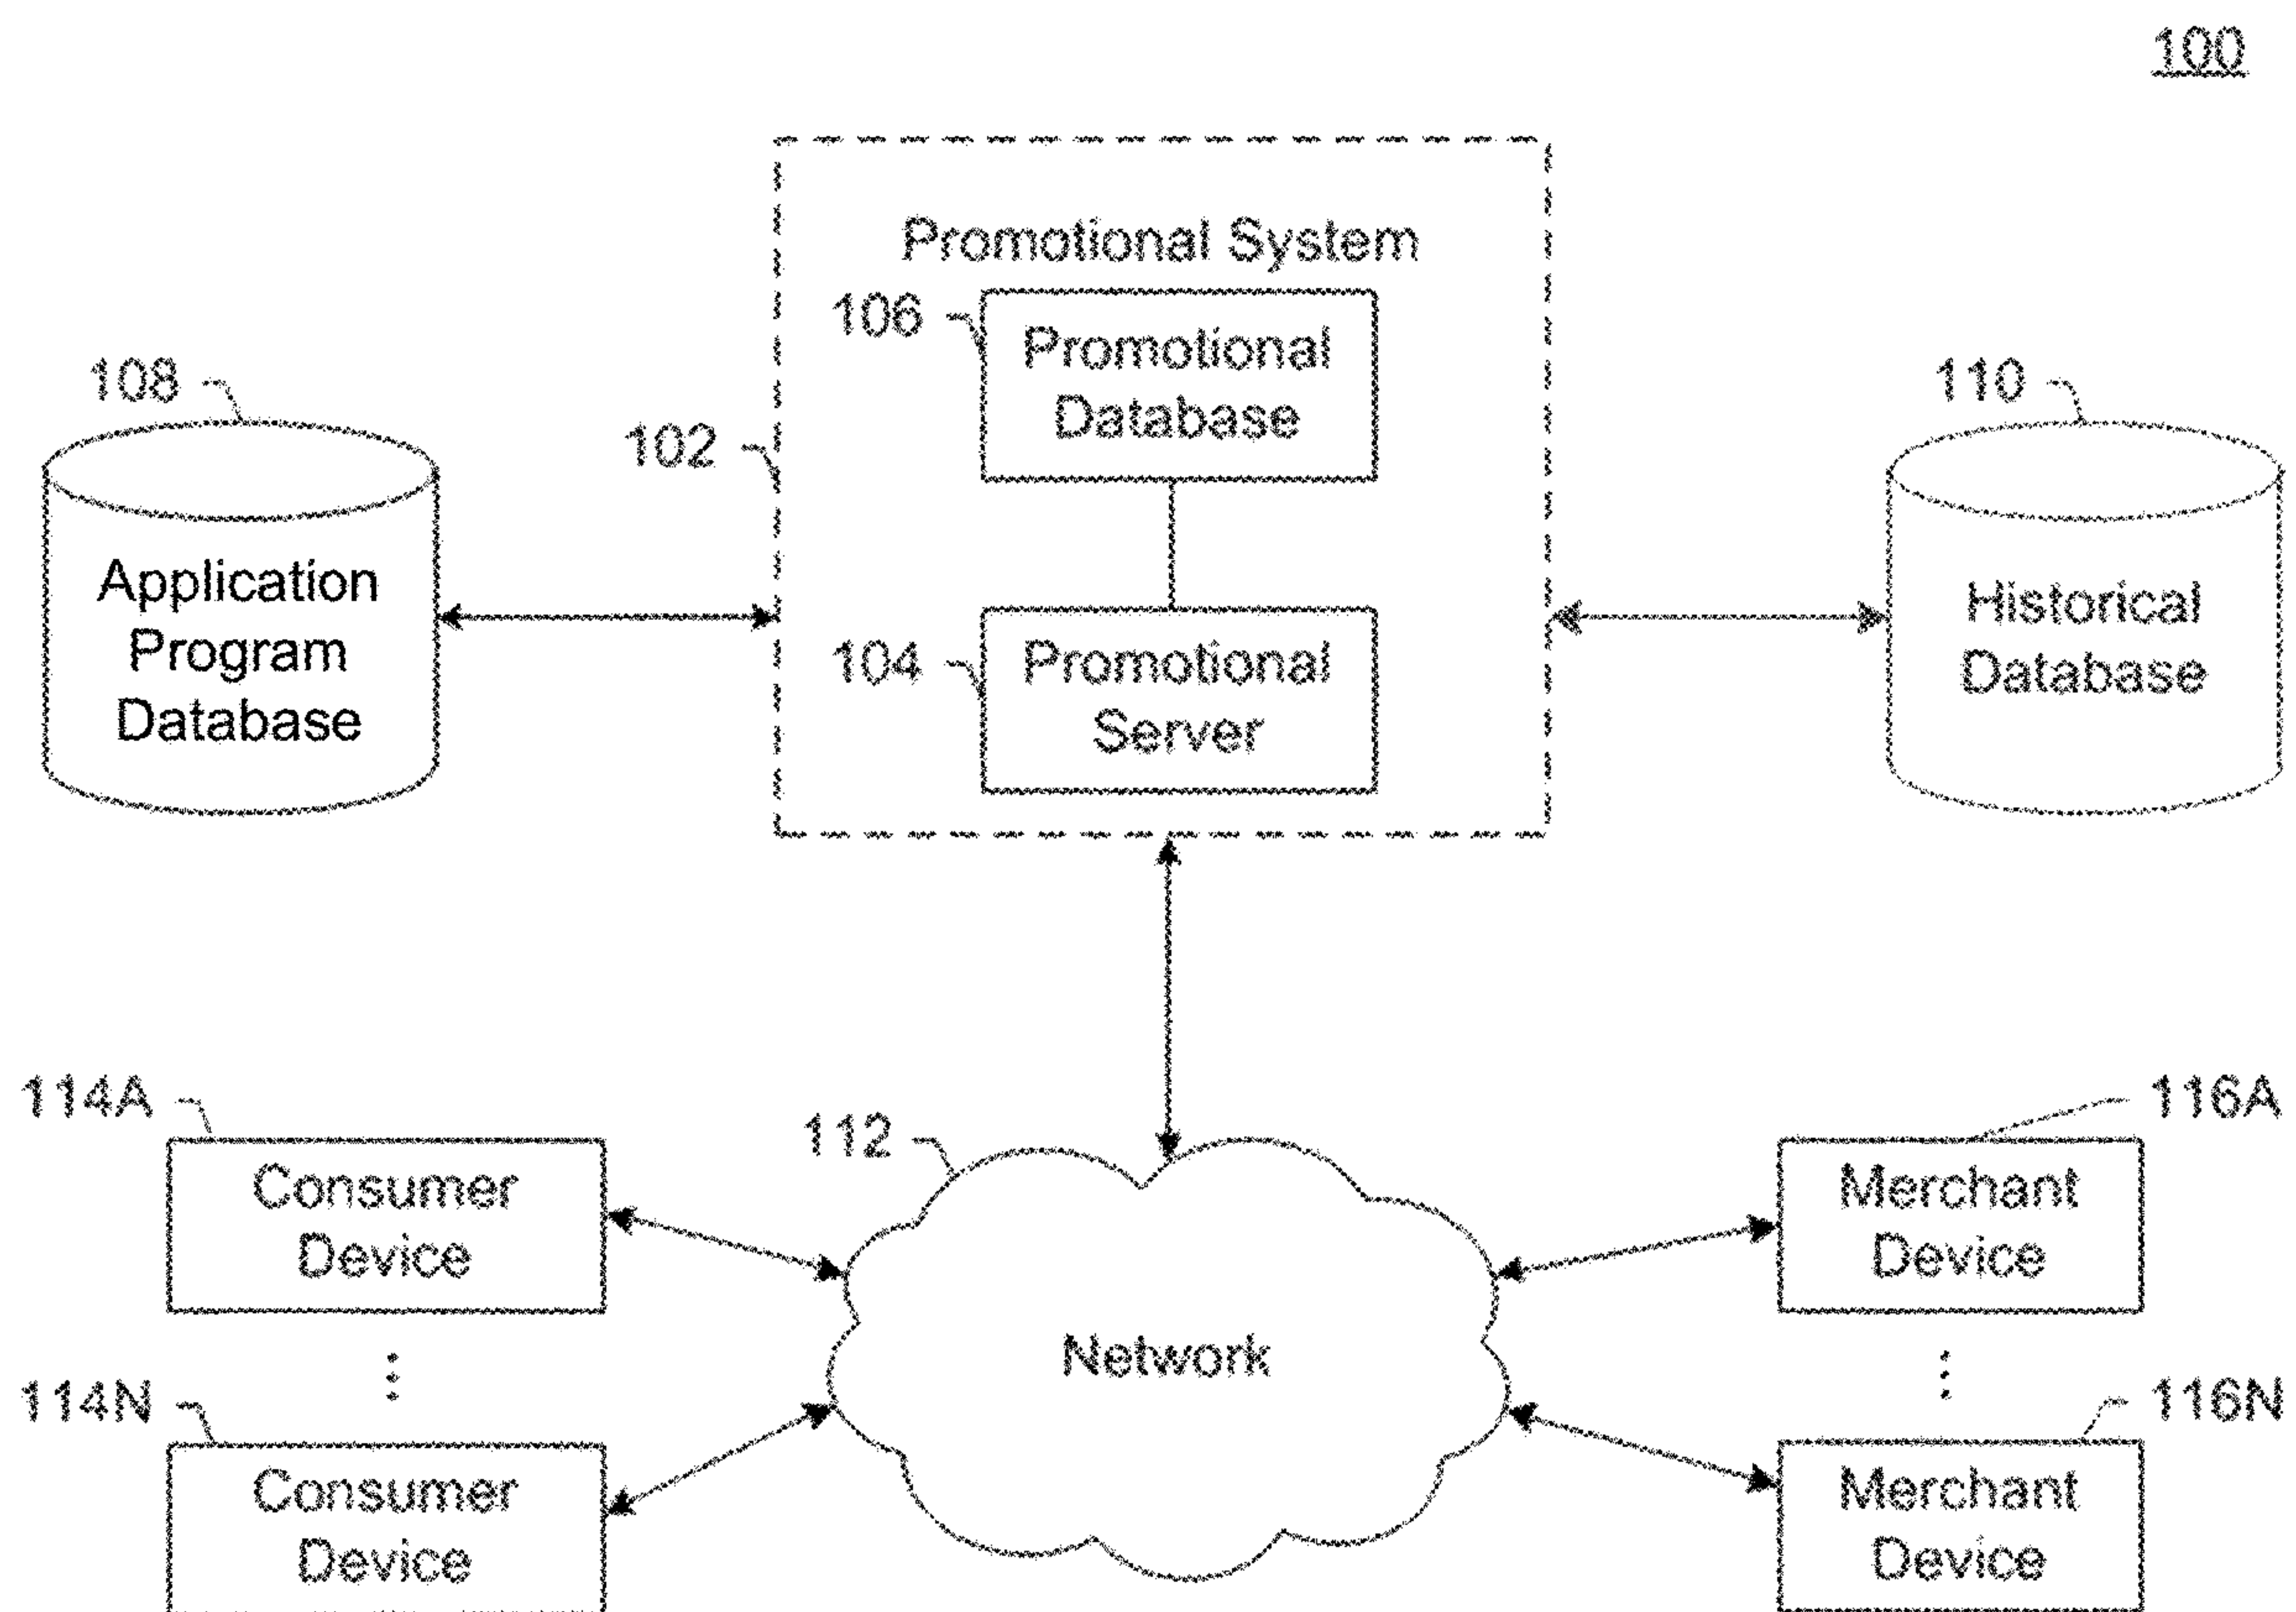 100
Promotional System
106
Promotional
Database
108
102
110
Application
Program
Database
104
Promotional
Server
Historical
Database
114A
112
116A
Consumer
Device
Merchant
Device
Network
114N
116N
Consumer
Device
Merchant
Device